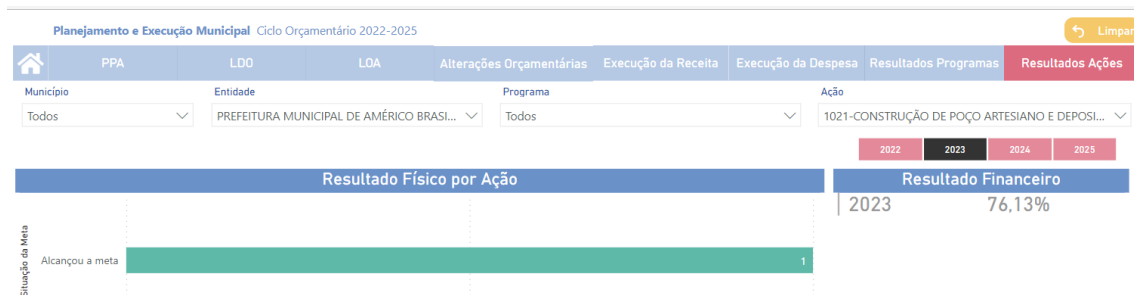 Planejamento e Execução Municipal Ciclo Orçamentário 2022-2025
Limpar
PPA LDO LOA Alterações Orçamentárias Execução da Receita Execução da Despesa Resultados Programas Resultados Ações
Município Entidade Programa Ação
Todos PREFEITURA MUNICIPAL DE AMÉRICO BRASI... Todos 1021-CONSTRUÇÃO DE POÇO ARTESIANO E DEPOSI...
2022 2023 2024 2025
Resultado Físico por Ação Resultado Financeiro
2023 76,13%
Situação da Meta
Alcançou a meta 1